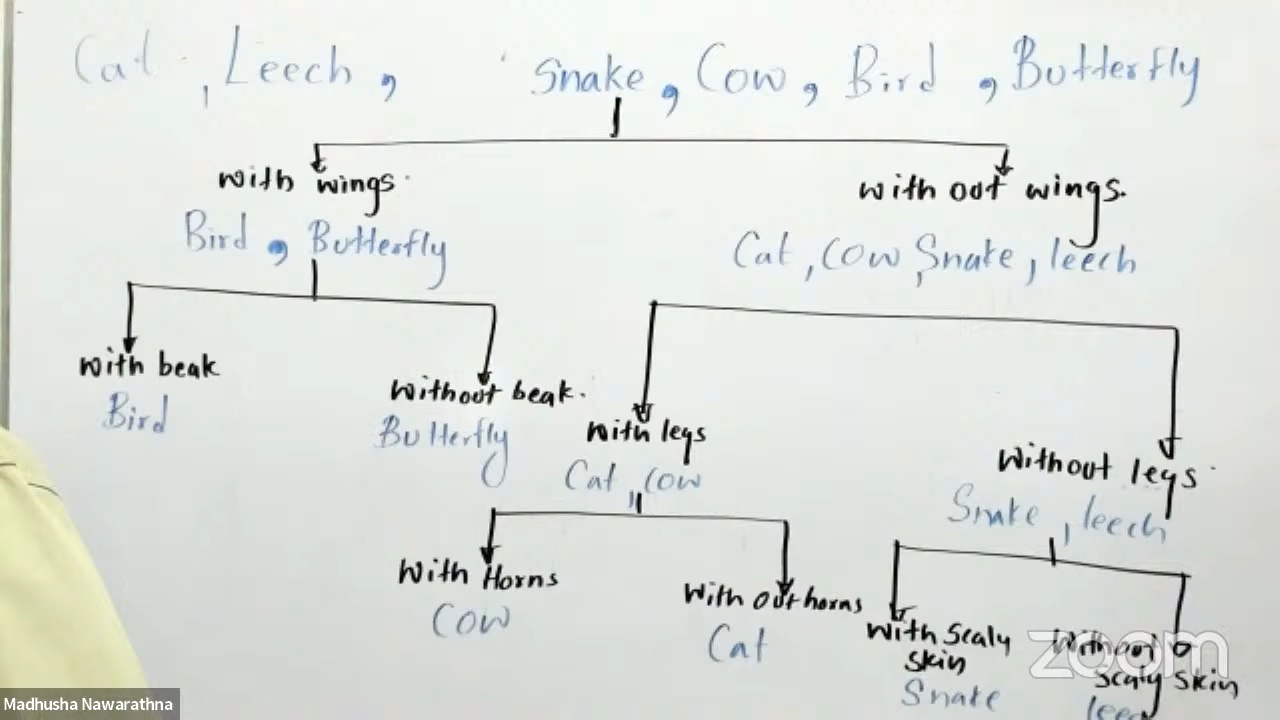 Cat , Leech , Snake , Cow , Bird , Butterfly
with wings. with out wings.
Bird , Butterfly Cat , Cow , Snake , leech
with beak without beak.
Bird Butterfly
with legs without legs
Cat , Cow Snake , leech
With Horns With out horns
Cow Cat
With Scaly
skin
Snake
Without
scaly skin
zoom
Madhusha Nawarathna